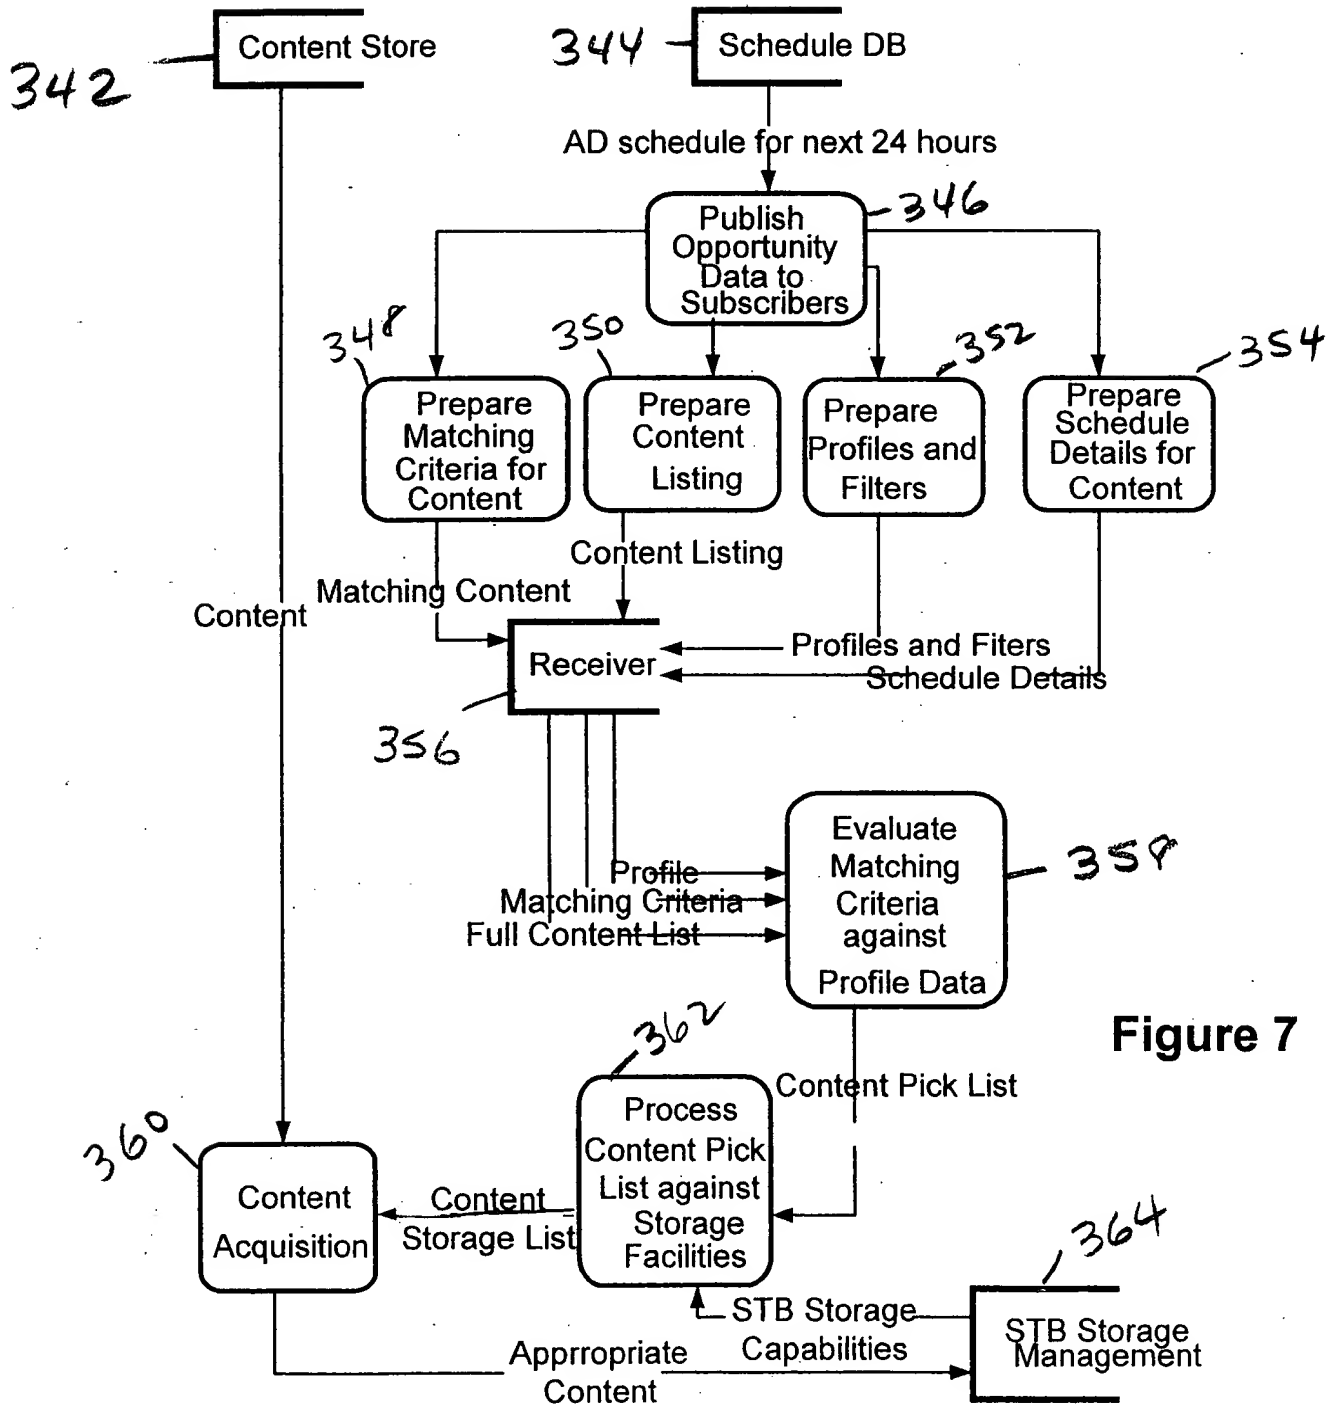 Content Store
344
Schedule DB
342
AD schedule for next 24 hours
346
Publish
Opportunity
Data to
Subscribers
348
350
352
354
Prepare
Matching
Criteria for
Content
Prepare
Content
Listing
Prepare
Profiles and
Filters
Prepare
Schedule
Details for
Content
Content Listing
Matching Content
Content
Receiver
Profiles and Fiters
Schedule Details
356
Evaluate
Matching
Criteria
against
Profile Data
358
Profile
Matching Criteria
Full Content List
362
Figure 7
Content Pick List
Process
Content Pick
List against
Storage
Facilities
360
Content
Acquisition
Content
Storage List
364
STB Storage
Capabilities
STB Storage
Management
Apprropriate
Content